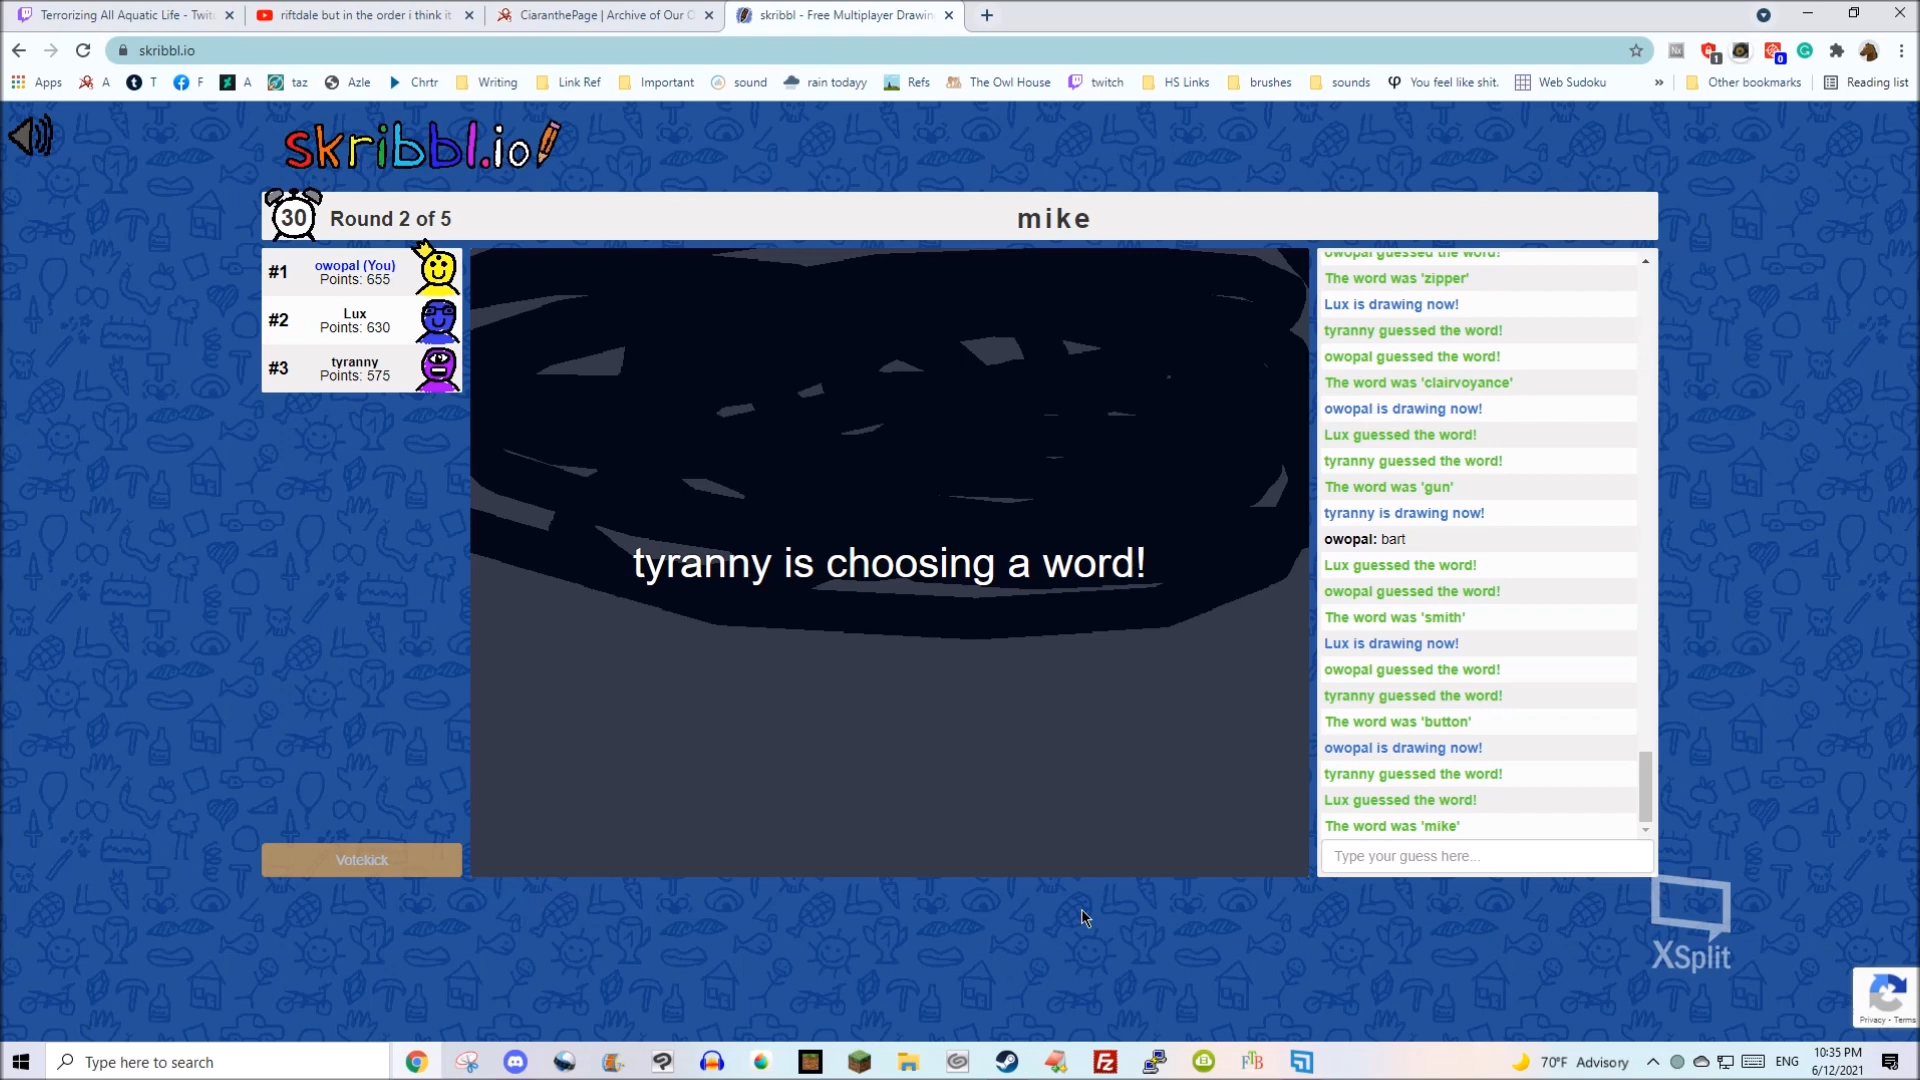 Terrorizing All Aquatic Life - Twit
riftdale but in the order i think it
CiaranthePage | Archive of Our O
skribbl - Free Multiplayer Drawin
skribbl.io
Apps
A
T
F
A
taz
Azle
Chrtr
Writing
Link Ref
Important
sound
rain todayy
Refs
The Owl House
twitch
HS Links
brushes
sounds
You feel like shit.
Web Sudoku
»
Other bookmarks
Reading list
skribbl.io
30
Round 2 of 5
mike
#1
owopal (You)
Points: 655
#2
Lux
Points: 630
#3
tyranny
Points: 575
Votekick
tyranny is choosing a word!
owopal guessed the word!
The word was 'zipper'
Lux is drawing now!
tyranny guessed the word!
owopal guessed the word!
The word was 'clairvoyance'
owopal is drawing now!
Lux guessed the word!
tyranny guessed the word!
The word was 'gun'
tyranny is drawing now!
owopal: bart
Lux guessed the word!
owopal guessed the word!
The word was 'smith'
Lux is drawing now!
owopal guessed the word!
tyranny guessed the word!
The word was 'button'
owopal is drawing now!
tyranny guessed the word!
Lux guessed the word!
The word was 'mike'
Type your guess here...
XSplit
Privacy - Terms
Type here to search
FTB
70°F Advisory
ENG
10:35 PM
6/12/2021